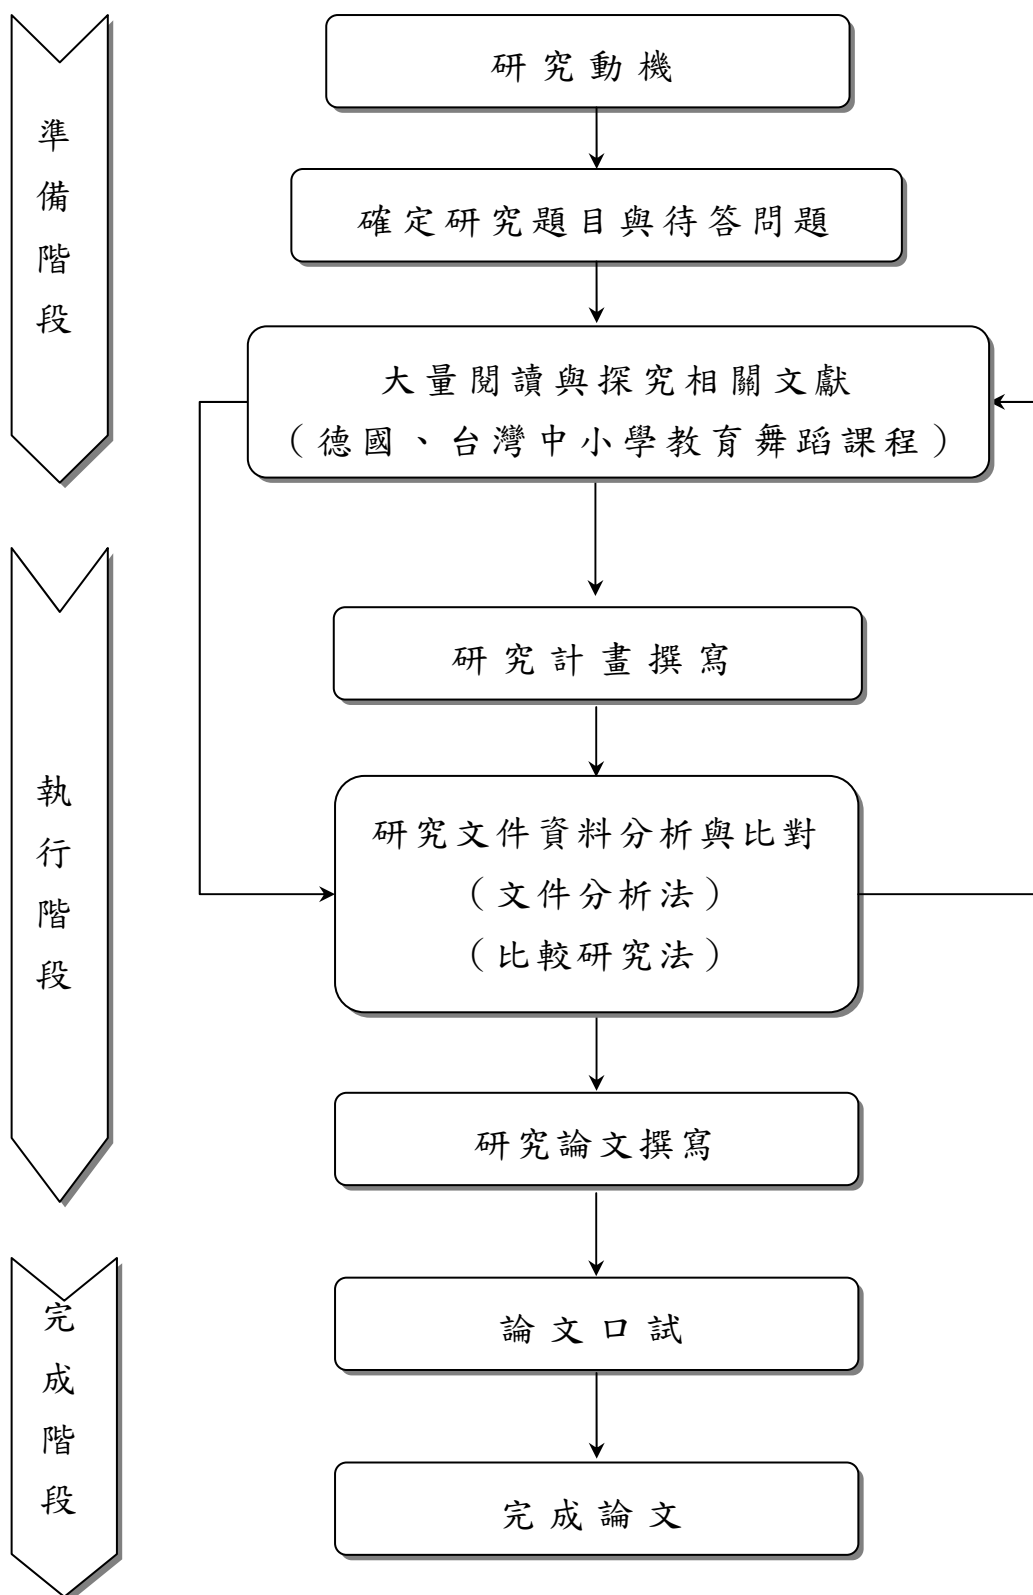 準備階段
研究動機
確定研究題目與待答問題
大量閱讀與探究相關文獻
（德國、台灣中小學教育舞蹈課程）
執行階段
研究計畫撰寫
研究文件資料分析與比對
（文件分析法）
（比較研究法）
研究論文撰寫
完成階段
論文口試
完成論文